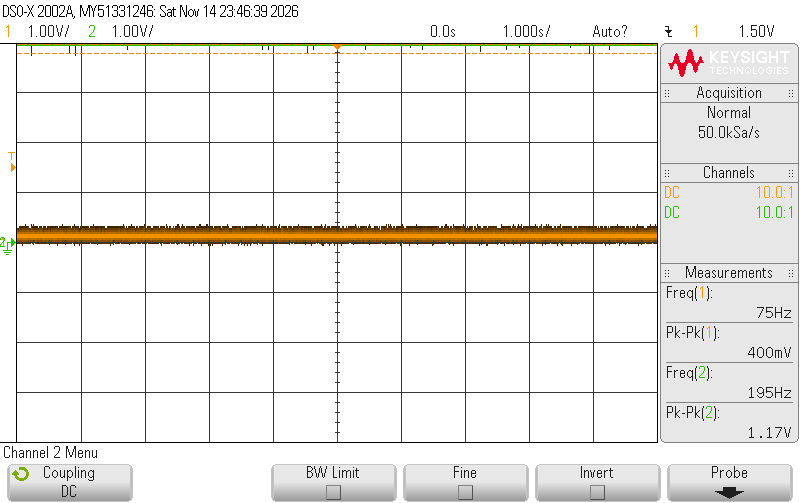 DSO-X 2002A, MY51331246: Sat Nov 14 23:46:39 2026
1 1.00V/ 2 1.00V/ 0.0s 1.000s/ Auto? 1 1.50V
KEYSIGHT
TECHNOLOGIES
Acquisition
Normal
50.0kSa/s
Channels
DC 10.0:1
DC 10.0:1
Measurements
Freq(1):
75Hz
Pk-Pk(1):
400mV
Freq(2):
195Hz
Pk-Pk(2):
1.17V
T
2
Channel 2 Menu
Coupling
DC
BW Limit
Fine
Invert
Probe